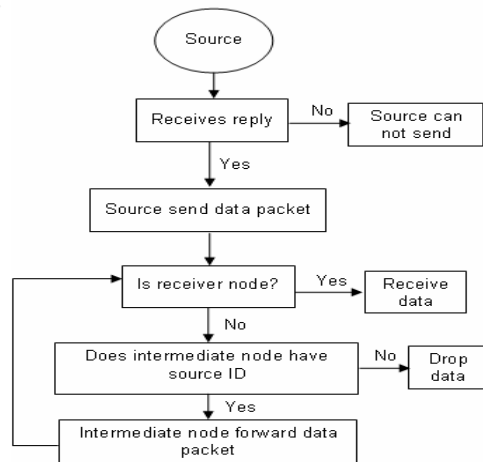 Source
Receives reply
No
Source can
not send
Yes
Source send data packet
Is receiver node?
Yes
Receive
data
No
Does intermediate node have
source ID
No
Drop
data
Yes
Intermediate node forward data
packet